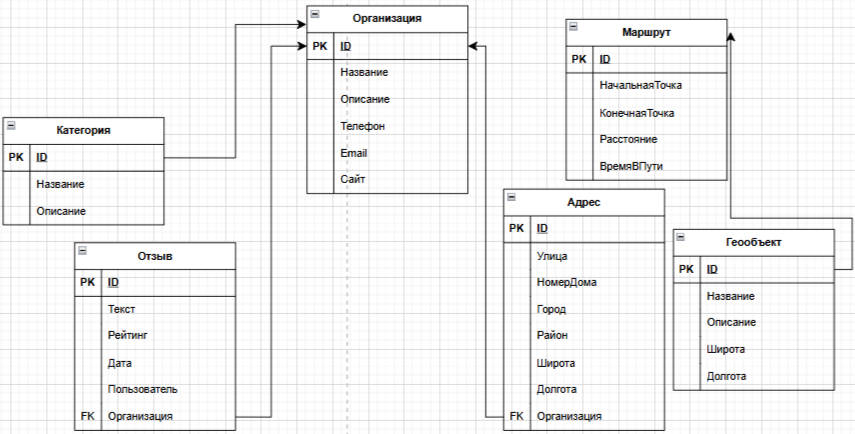 Организация
PK ID
Название
Описание
Телефон
Email
Сайт
Маршрут
PK ID
НачальнаяТочка
КонечнаяТочка
Расстояние
ВремяВПути
Категория
PK ID
Название
Описание
Адрес
PK ID
Улица
НомерДома
Город
Район
Широта
Долгота
FK Организация
Геообъект
PK ID
Название
Описание
Широта
Долгота
Отзыв
PK ID
Текст
Рейтинг
Дата
Пользователь
FK Организация